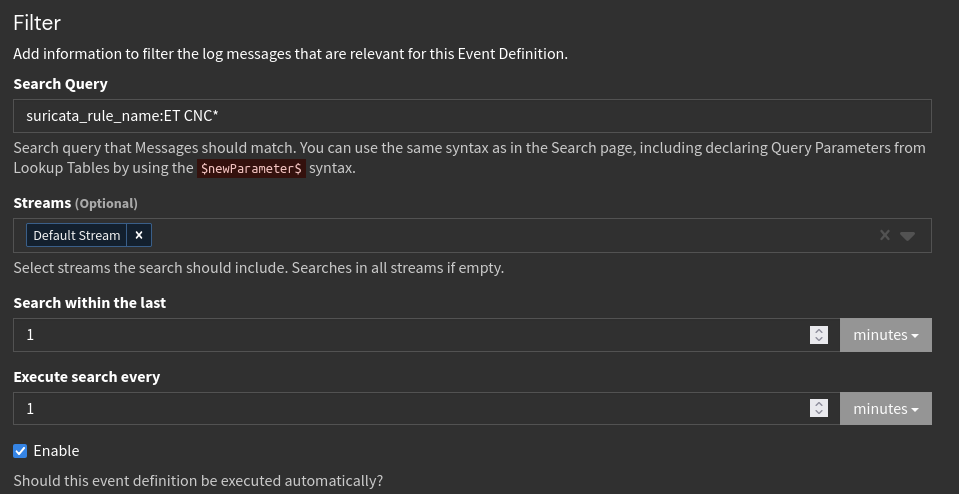 Filter
Add information to filter the log messages that are relevant for this Event Definition.
Search Query
suricata_rule_name:ET CNC*
Search query that Messages should match. You can use the same syntax as in the Search page, including declaring Query Parameters from
Lookup Tables by using the $newParameter$ syntax.
Streams (Optional)
Default Stream ×
Select streams the search should include. Searches in all streams if empty.
Search within the last
1 minutes
Execute search every
1 minutes
Enable
Should this event definition be executed automatically?